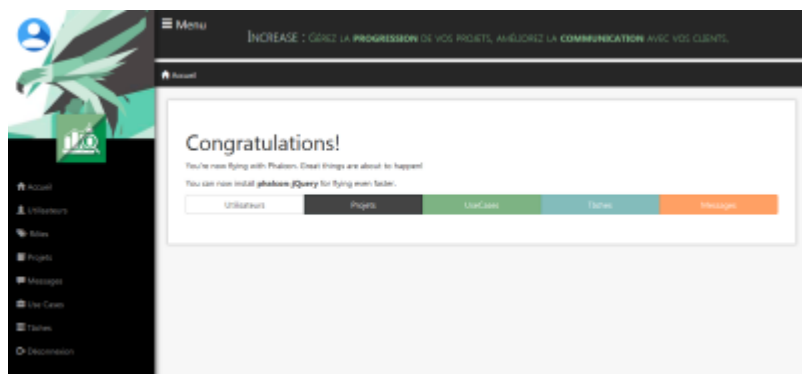 Menu
INCREASE : GÉREZ LA PROGRESSION DE VOS PROJETS, AMÉLIOREZ LA COMMUNICATION AVEC VOS CLIENTS.
Accueil
Congratulations!
You're now flying with Phalcon. Great things are about to happen!
You can now install phalcon-jQuery for flying even faster.
Utilisateurs Projets UseCases Tâches Messages
Accueil
Utilisateurs
Rôles
Projets
Messages
Use Cases
Tâches
Déconnexion